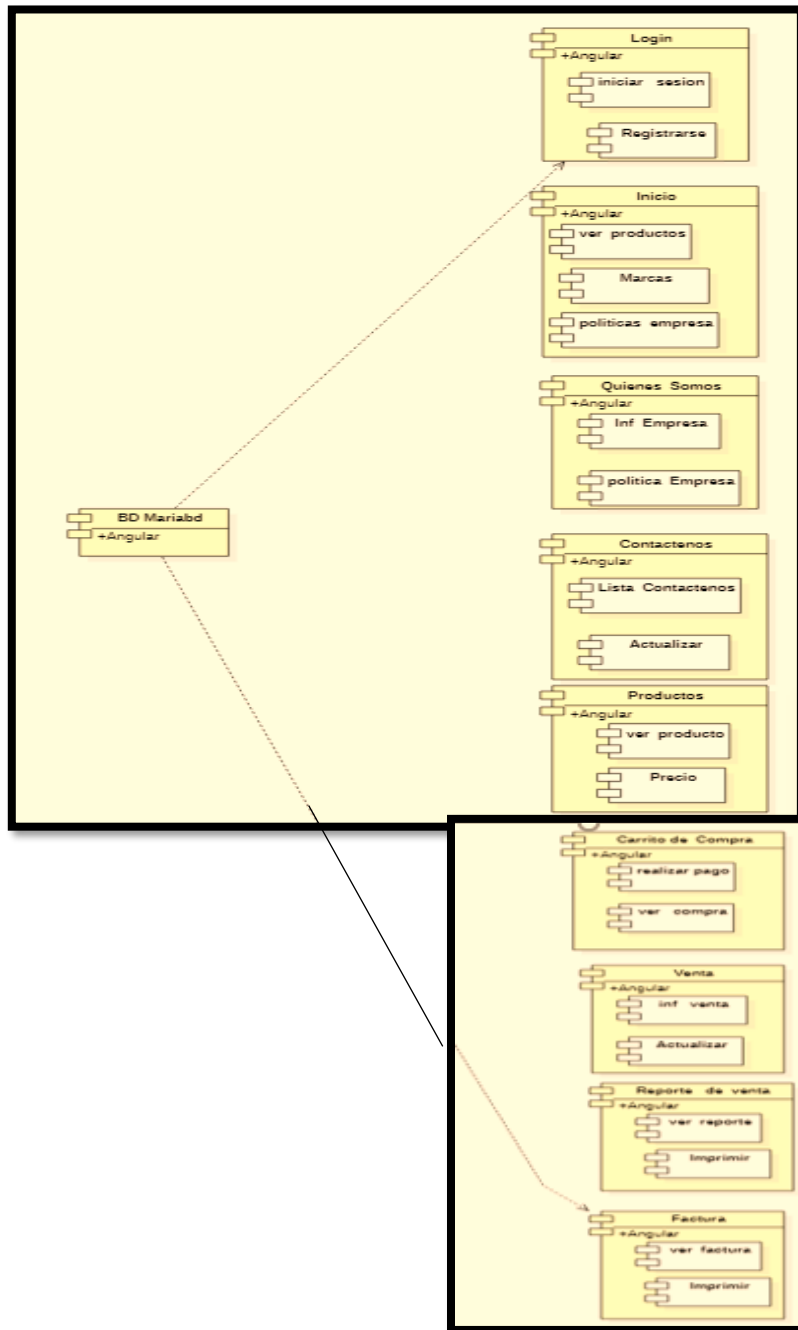 Login
+Angular
iniciar sesion
Registrarse
Inicio
+Angular
ver productos
Marcas
politicas empresa
Quienes Somos
+Angular
Inf Empresa
politica Empresa
BD Mariabd
+Angular
Contactenos
+Angular
Lista Contactenos
Actualizar
Productos
+Angular
ver producto
Precio
Carrito de Compra
+Angular
realizar pago
ver compra
Venta
+Angular
inf venta
Actualizar
Reporte de venta
+Angular
ver reporte
Imprimir
Factura
+Angular
ver factura
Imprimir